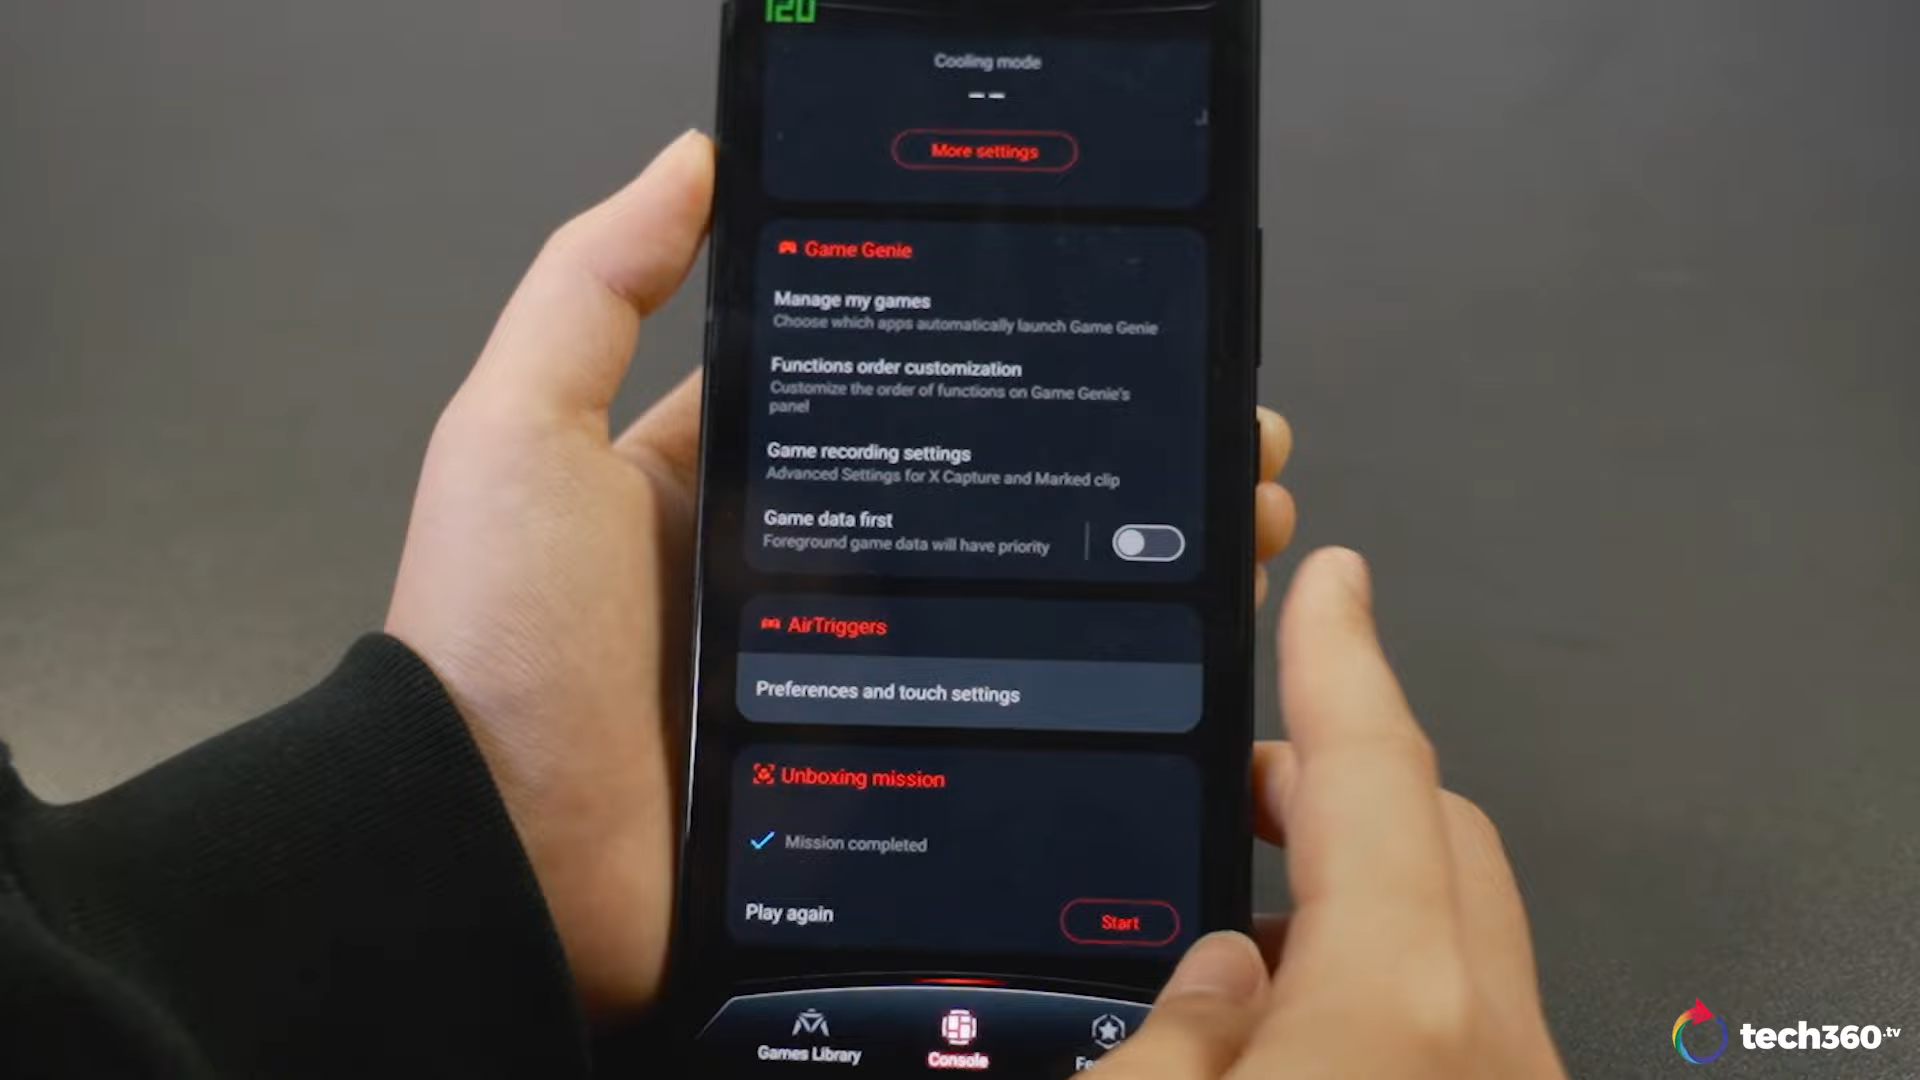 120
Cooling mode
--
More settings
Game Genie
Manage my games
Choose which apps automatically launch Game Genie
Functions order customization
Customize the order of functions on Game Genie's
panel
Game recording settings
Advanced Settings for X Capture and Marked clip
Game data first
Foreground game data will have priority
AirTriggers
Preferences and touch settings
Unboxing mission
Mission completed
Play again
Start
Games Library
Console
tech360.tv